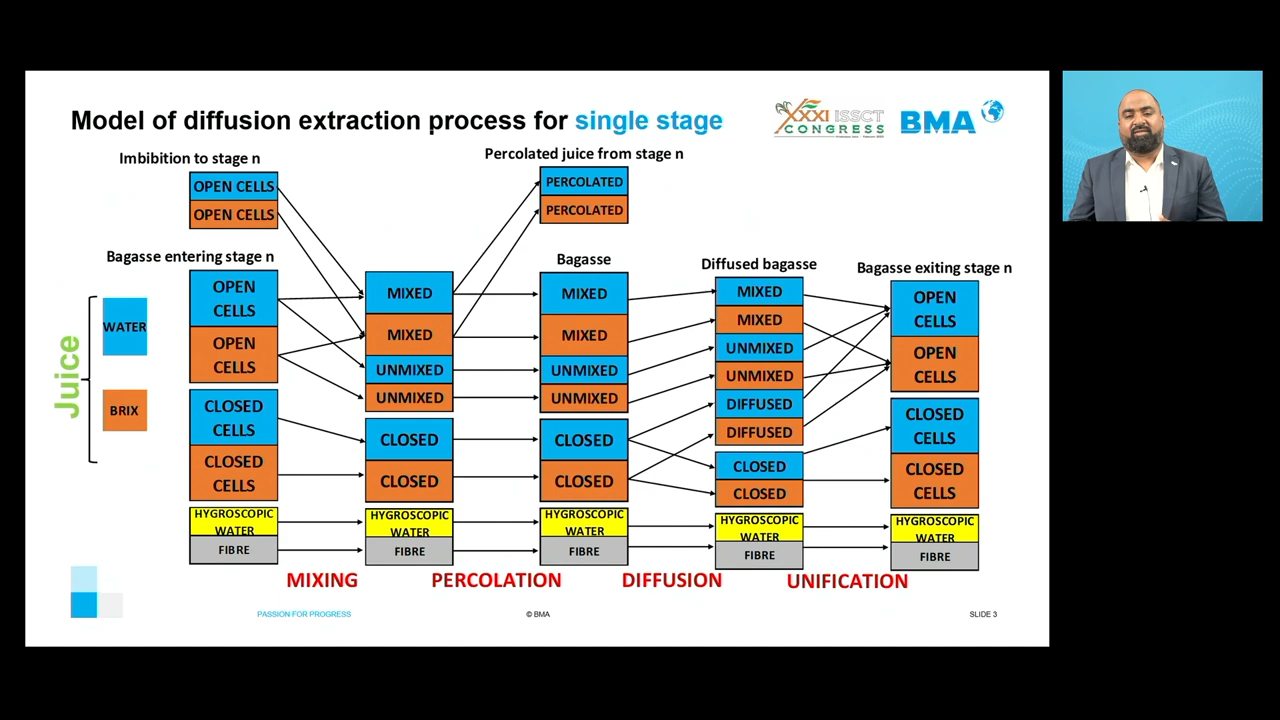 Model of diffusion extraction process for single stage
XXXI ISSCT
CONGRESS
BMA
Imbibition to stage n
OPEN CELLS
OPEN CELLS
Percolated juice from stage n
PERCOLATED
PERCOLATED
Juice
WATER
BRIX
Bagasse entering stage n
OPEN
CELLS
OPEN
CELLS
CLOSED
CELLS
CLOSED
CELLS
HYGROSCOPIC
WATER
FIBRE
MIXED
MIXED
UNMIXED
UNMIXED
CLOSED
CLOSED
HYGROSCOPIC
WATER
FIBRE
Bagasse
MIXED
MIXED
UNMIXED
UNMIXED
CLOSED
CLOSED
HYGROSCOPIC
WATER
FIBRE
Diffused bagasse
MIXED
MIXED
UNMIXED
UNMIXED
DIFFUSED
DIFFUSED
CLOSED
CLOSED
HYGROSCOPIC
WATER
FIBRE
Bagasse exiting stage n
OPEN
CELLS
OPEN
CELLS
CLOSED
CELLS
CLOSED
CELLS
HYGROSCOPIC
WATER
FIBRE
MIXING
PERCOLATION
DIFFUSION
UNIFICATION
PASSION FOR PROGRESS
© BMA
SLIDE 3